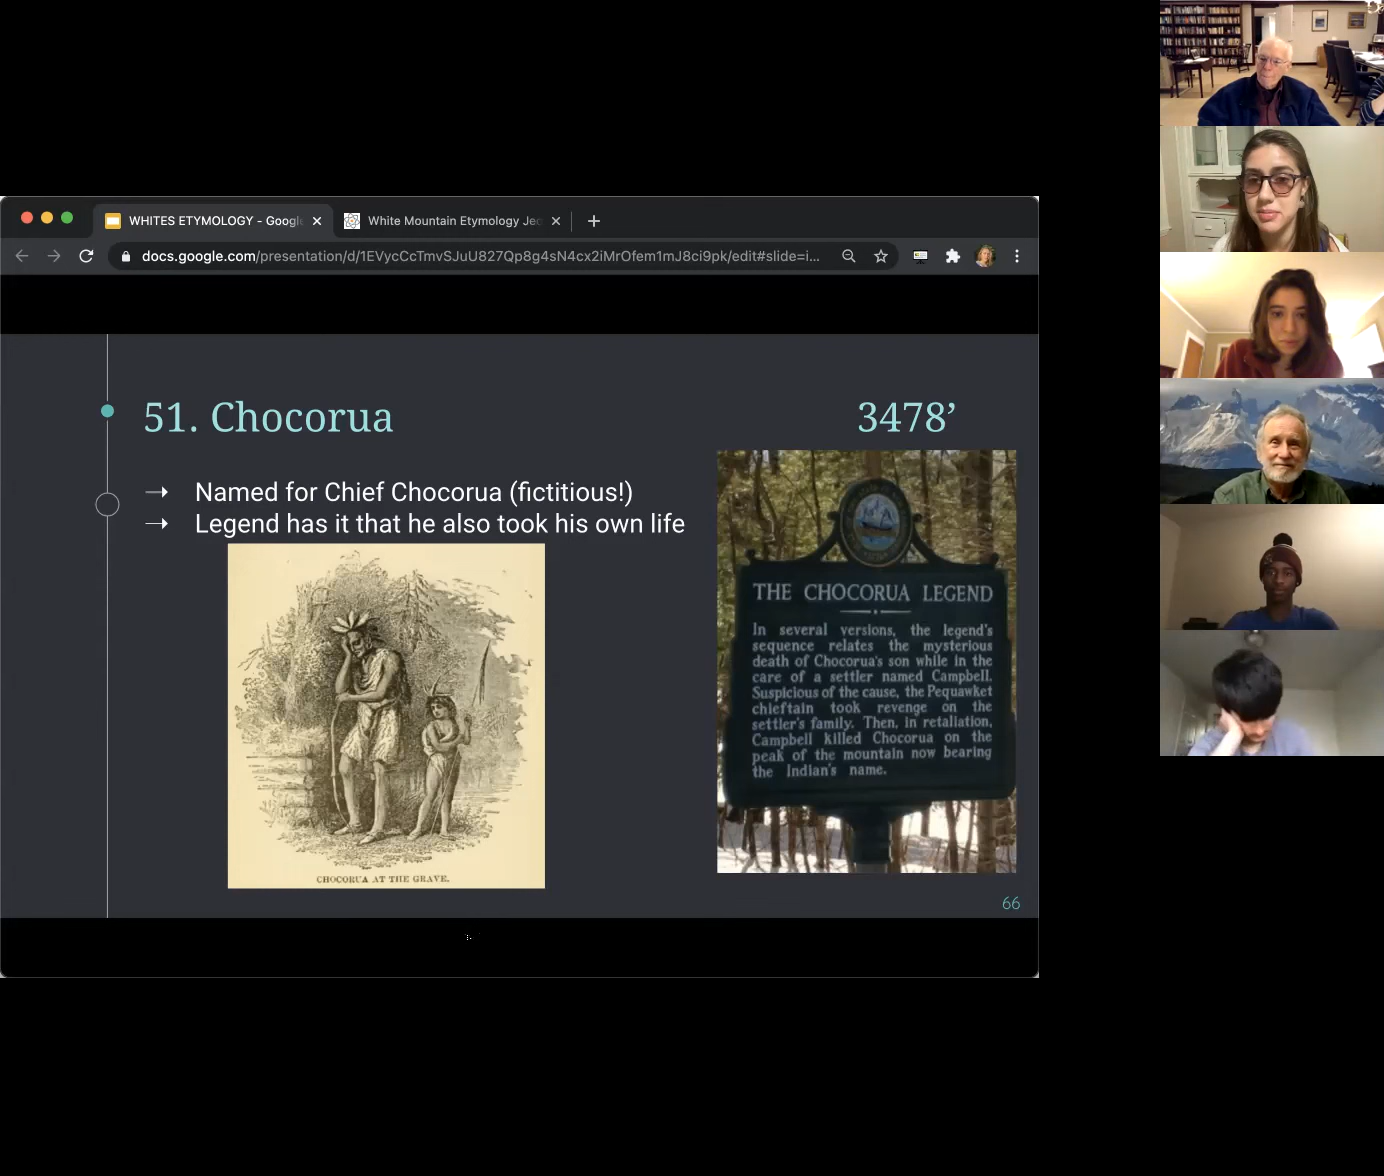 WHITES ETYMOLOGY - Googl
White Mountain Etymology Jeo
docs.google.com/presentation/d/1EVycCcTmvSJuU827Qp8g4sN4cx2iMrOfem1mJ8ci9pk/edit#slide=i...
51. Chocorua
3478’
→ Named for Chief Chocorua (fictitious!)
→ Legend has it that he also took his own life
THE CHOCORUA LEGEND
In several versions, the legend's
sequence relates the mysterious
death of Chocorua's son while in the
care of a settler named Campbell.
Suspicious of the cause, the Pequawket
chieftain took revenge on the
settler's family. Then, in retaliation,
Campbell killed Chocorua on the
peak of the mountain now bearing
the Indian's name.
CHOCORUA AT THE GRAVE.
66